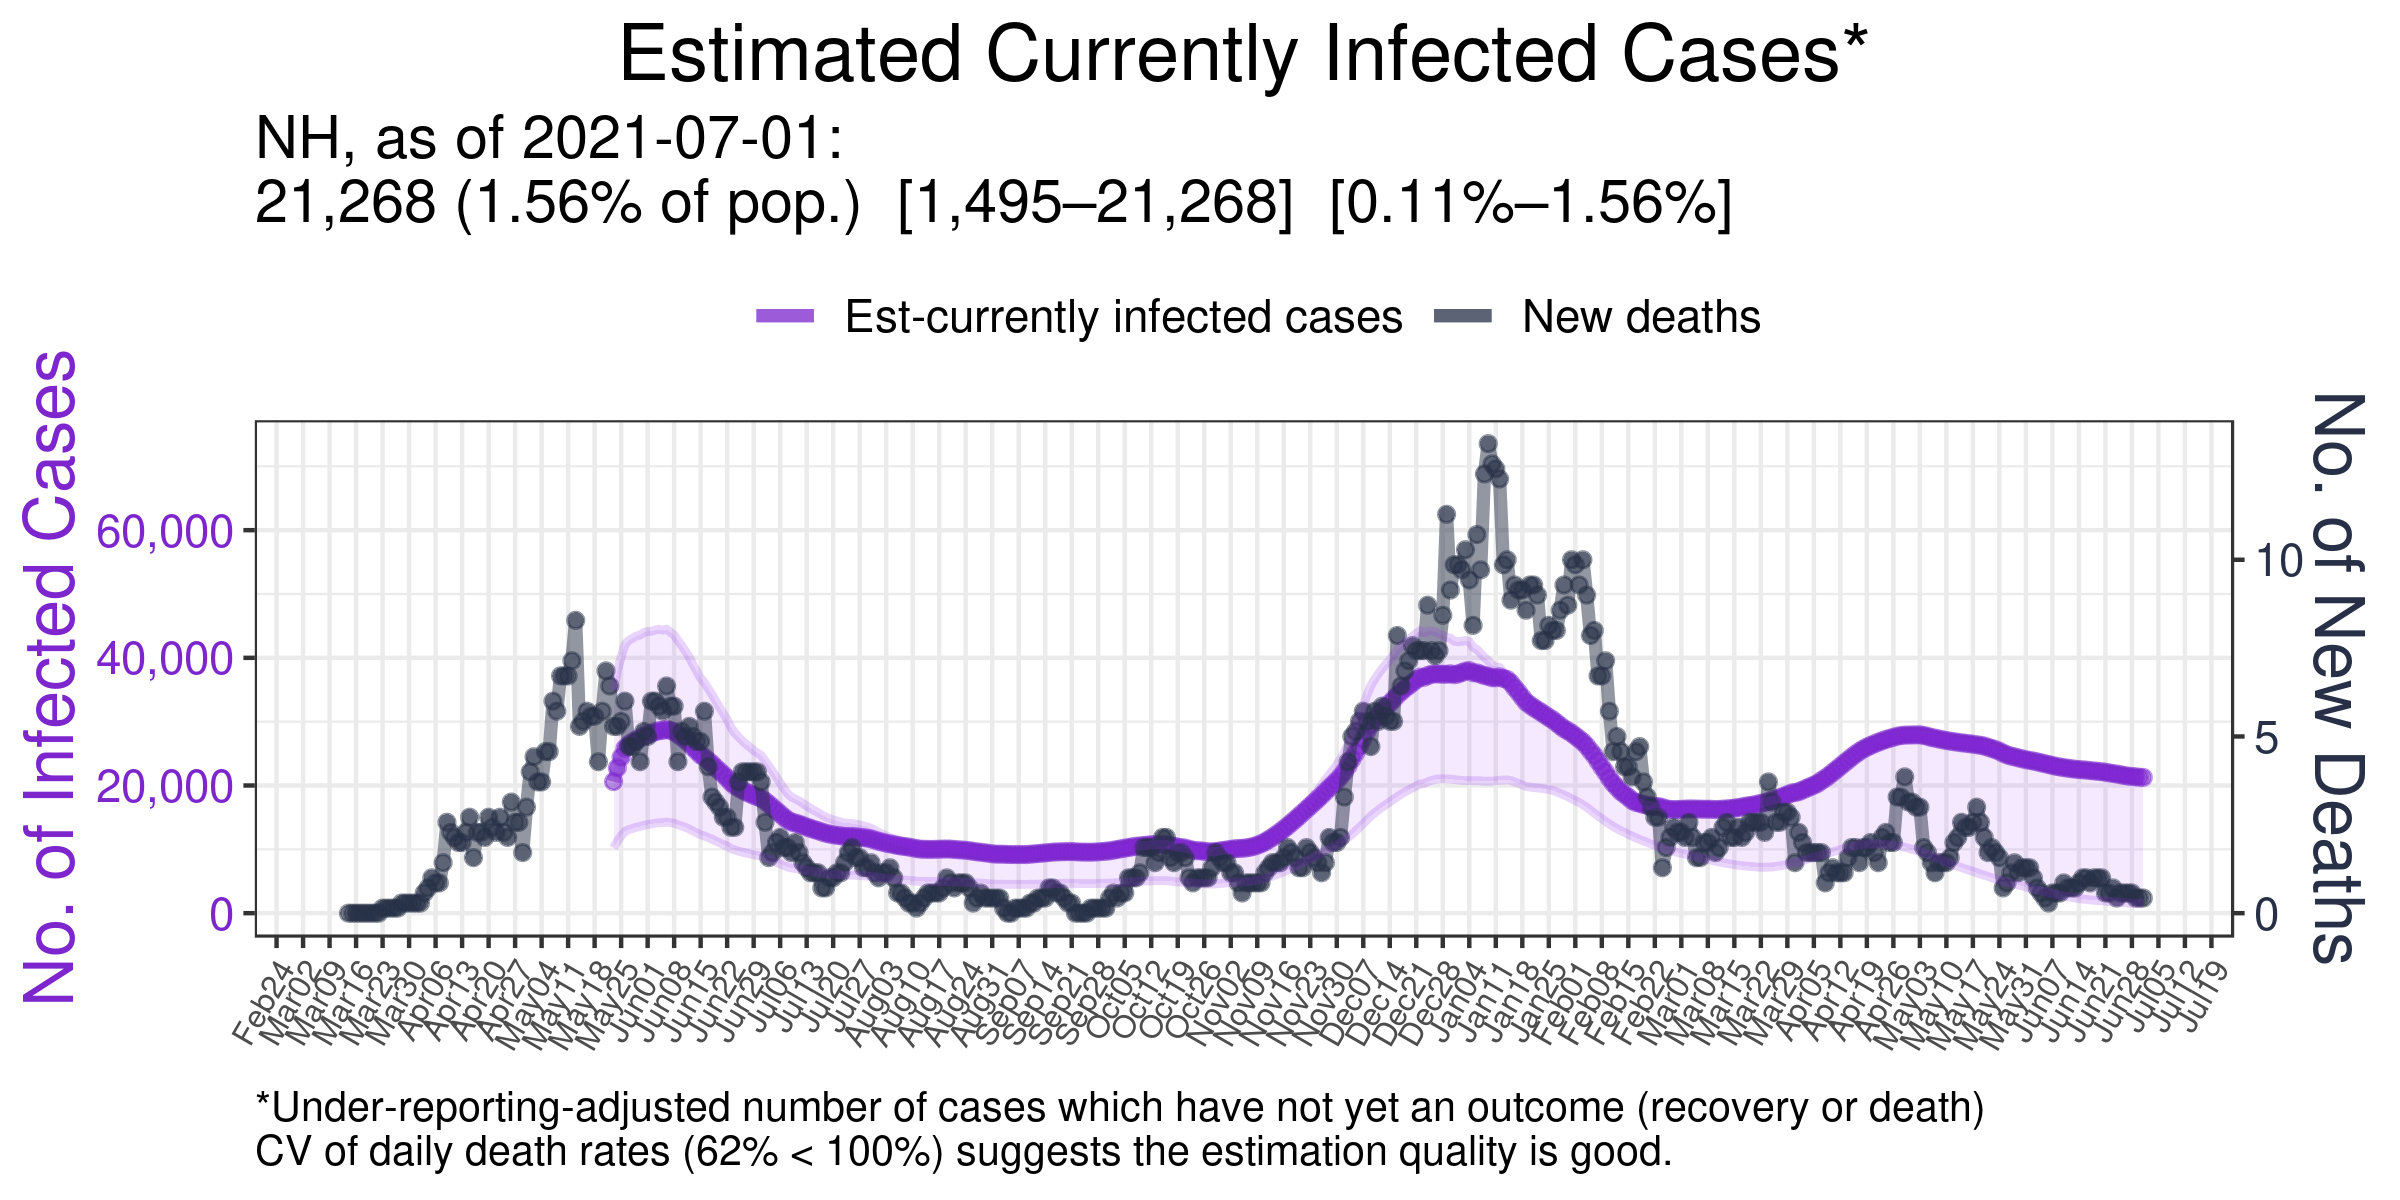 Estimated Currently Infected Cases*
NH, as of 2021-07-01:
21,268 (1.56% of pop.) [1,495–21,268] [0.11%–1.56%]
Est-currently infected cases
New deaths
No. of Infected Cases
60,000
40,000
20,000
0
10
5
0
No. of New Deaths
Feb24
Mar02
Mar09
Mar16
Mar23
Mar30
Apr06
Apr13
Apr20
Apr27
May04
May11
May18
May25
Jun01
Jun08
Jun15
Jun22
Jun29
Jul06
Jul13
Jul20
Jul27
Aug03
Aug10
Aug17
Aug24
Aug31
Sep07
Sep14
Sep21
Sep28
Oct05
Oct12
Oct19
Oct26
Nov02
Nov09
Nov16
Nov23
Nov30
Dec07
Dec14
Dec21
Dec28
Jan04
Jan11
Jan18
Jan25
Feb01
Feb08
Feb15
Feb22
Mar01
Mar08
Mar15
Mar22
Mar29
Apr05
Apr12
Apr19
Apr26
May03
May10
May17
May24
May31
Jun07
Jun14
Jun21
Jun28
Jul05
Jul12
Jul19
*Under-reporting-adjusted number of cases which have not yet an outcome (recovery or death)
CV of daily death rates (62% < 100%) suggests the estimation quality is good.